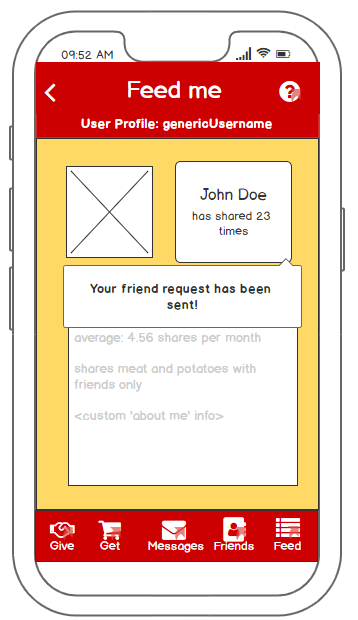 09:52 AM
Feed me
?
User Profile: genericUsername
John Doe
has shared 23
times
Your friend request has been
sent!
average: 4.56 shares per month
shares meat and potatoes with
friends only
<custom 'about me' info>
Give Get Messages Friends Feed